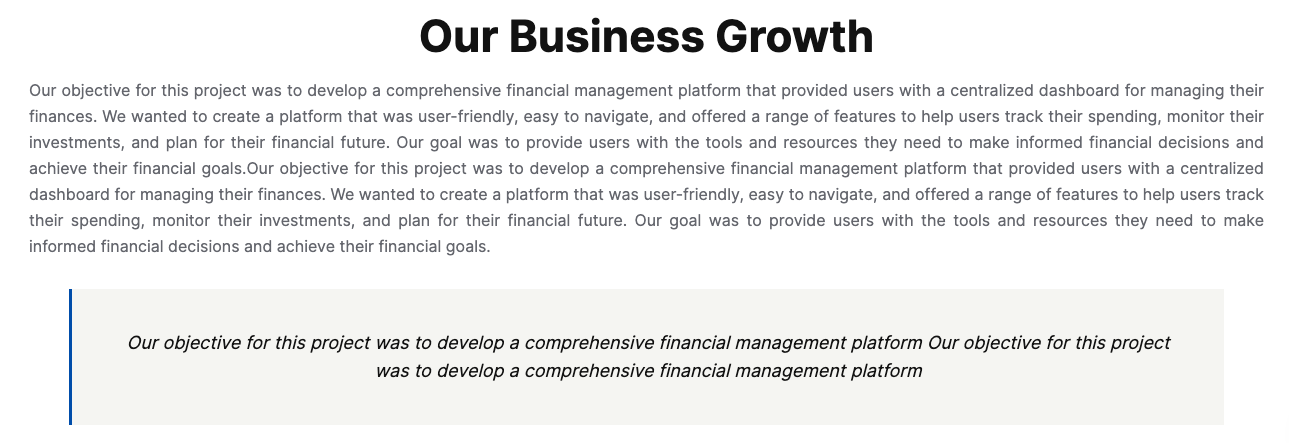 Our Business Growth
Our objective for this project was to develop a comprehensive financial management platform that provided users with a centralized dashboard for managing their
finances. We wanted to create a platform that was user-friendly, easy to navigate, and offered a range of features to help users track their spending, monitor their
investments, and plan for their financial future. Our goal was to provide users with the tools and resources they need to make informed financial decisions and
achieve their financial goals.Our objective for this project was to develop a comprehensive financial management platform that provided users with a centralized
dashboard for managing their finances. We wanted to create a platform that was user-friendly, easy to navigate, and offered a range of features to help users track
their spending, monitor their investments, and plan for their financial future. Our goal was to provide users with the tools and resources they need to make
informed financial decisions and achieve their financial goals.
Our objective for this project was to develop a comprehensive financial management platform Our objective for this project
was to develop a comprehensive financial management platform